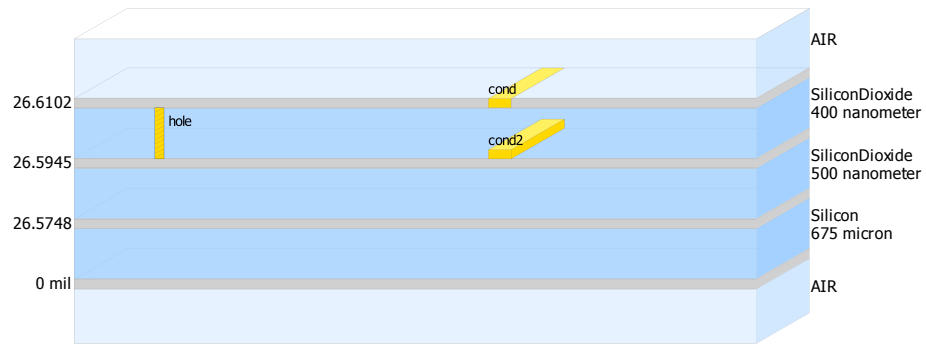 AIR
cond
26.6102
SiliconDioxide
400 nanometer
hole
cond2
26.5945
SiliconDioxide
500 nanometer
26.5748
Silicon
675 micron
0 mil
AIR